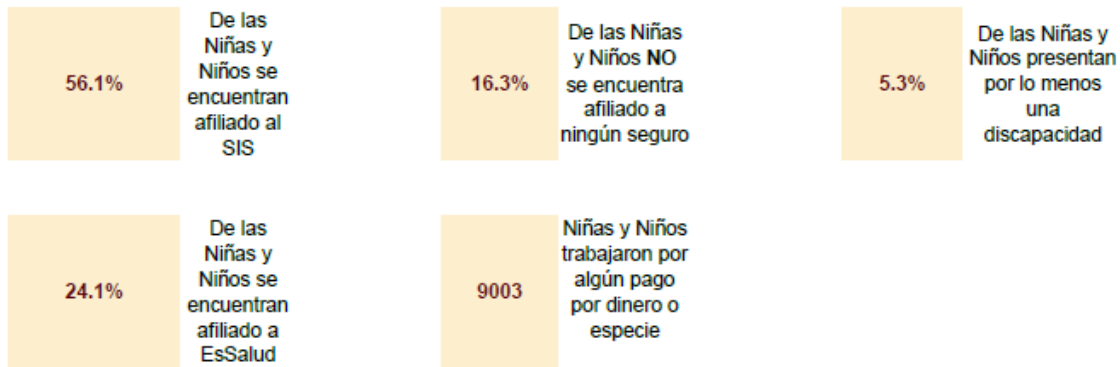 56.1%
De las
Niñas y
Niños se
encuentran
afiliado al
SIS
16.3%
De las Niñas
y Niños NO
se encuentra
afiliado a
ningún seguro
5.3%
De las Niñas y
Niños presentan
por lo menos
una
discapacidad
24.1%
De las
Niñas y
Niños se
encuentran
afiliado a
EsSalud
9003
Niñas y Niños
trabajaron por
algún pago
por dinero o
especie